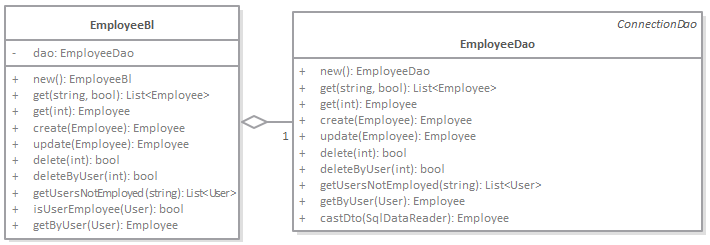 EmployeeBl
- dao: EmployeeDao
+ new(): EmployeeBl
+ get(string, bool): List<Employee>
+ get(int): Employee
+ create(Employee): Employee
+ update(Employee): Employee
+ delete(int): bool
+ deleteByUser(int): bool
+ getUsersNotEmployed(string): List<User>
+ isUserEmployee(User): bool
+ getByUser(User): Employee
1
ConnectionDao
EmployeeDao
+ new(): EmployeeDao
+ get(string, bool): List<Employee>
+ get(int): Employee
+ create(Employee): Employee
+ update(Employee): Employee
+ delete(int): bool
+ deleteByUser(int): bool
+ getUsersNotEmployed(string): List<User>
+ getByUser(User): Employee
+ castDto(SqlDataReader): Employee